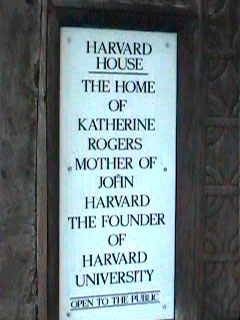 HARVARD
HOUSE
THE HOME
OF
KATHERINE
ROGERS
MOTHER OF
JOHN
HARVARD
THE FOUNDER
OF
HARVARD
UNIVERSITY
OPEN TO THE PUBLIC